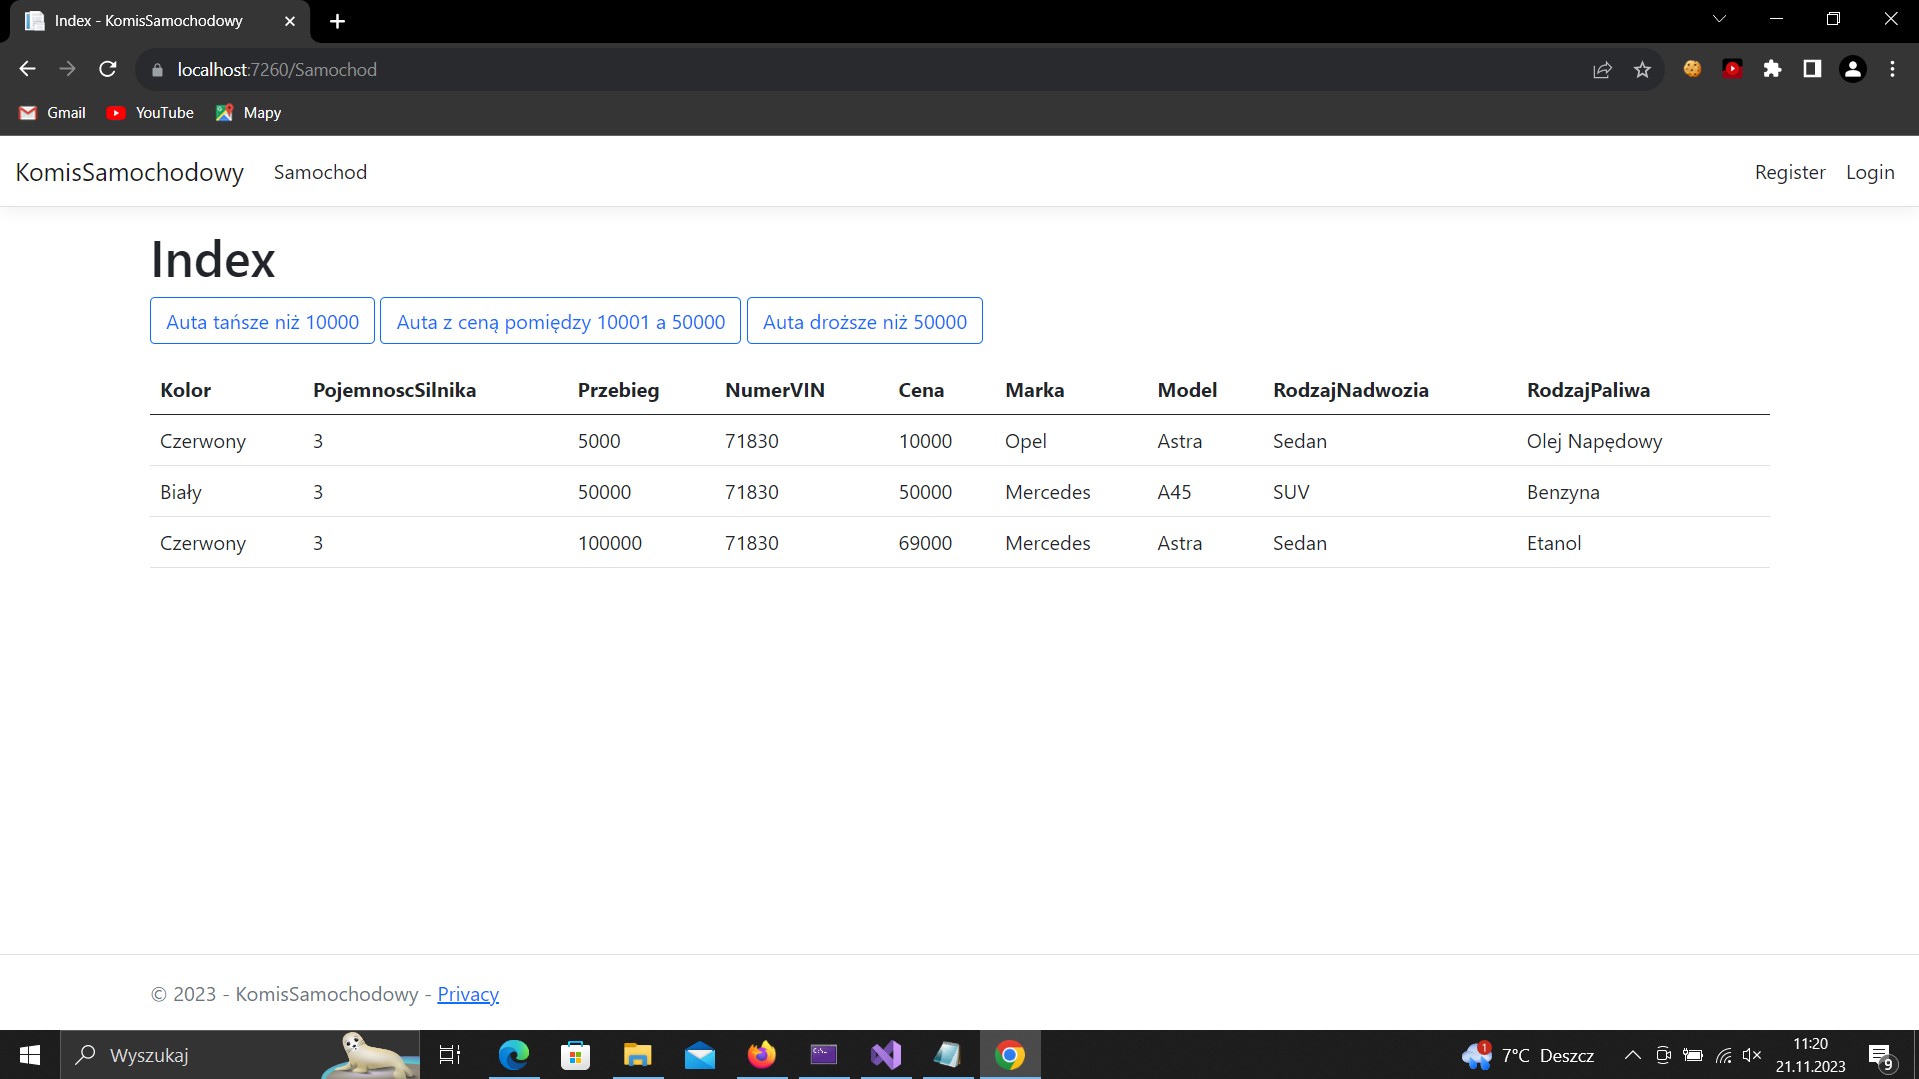 Index - KomisSamochodowy
localhost:7260/Samochod
Gmail YouTube Mapy
KomisSamochodowy Samochod Register Login
Index
Auta tańsze niż 10000 Auta z ceną pomiędzy 10001 a 50000 Auta droższe niż 50000
Kolor PojemnoscSilnika Przebieg NumerVIN Cena Marka Model RodzajNadwozia RodzajPaliwa
Czerwony 3 5000 71830 10000 Opel Astra Sedan Olej Napędowy
Biały 3 50000 71830 50000 Mercedes A45 SUV Benzyna
Czerwony 3 100000 71830 69000 Mercedes Astra Sedan Etanol
© 2023 - KomisSamochodowy - Privacy
Wyszukaj 1 7°C Deszcz 11:20
21.11.2023 9